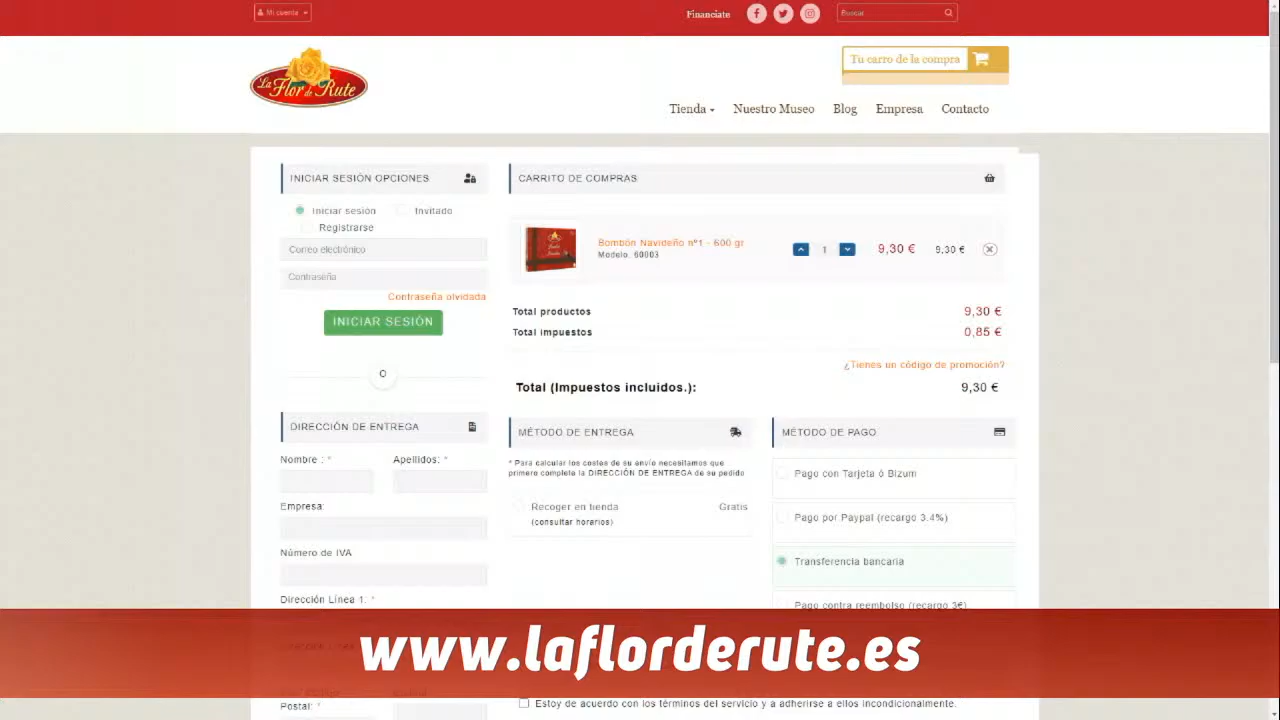 Mi cuenta
Financiate
Buscar
La Flor de Rute
Tu carro de la compra
Tienda
Nuestro Museo
Blog
Empresa
Contacto
INICIAR SESIÓN OPCIONES
Iniciar sesión
Invitado
Registrarse
Correo electrónico
Contraseña
Contraseña olvidada
INICIAR SESIÓN
O
CARRITO DE COMPRAS
Bombón Navideño nº1 - 600 gr
Modelo. 60003
1
9,30 €
9,30 €
Total productos
9,30 €
Total impuestos
0,85 €
¿Tienes un código de promoción?
Total (Impuestos incluidos.):
9,30 €
DIRECCIÓN DE ENTREGA
Nombre : *
Apellidos: *
Empresa:
Número de IVA
Dirección Línea 1: *
Postal: *
MÉTODO DE ENTREGA
* Para calcular los costes de su envío necesitamos que
primero complete la DIRECCIÓN DE ENTREGA de su pedido
Recoger en tienda
Gratis
(consultar horarios)
MÉTODO DE PAGO
Pago con Tarjeta ó Bizum
Pago por Paypal (recargo 3.4%)
Transferencia bancaria
Pago contra reembolso (recargo 3€)
www.laflorderute.es
Estoy de acuerdo con los términos del servicio y a adherirse a ellos incondicionalmente.